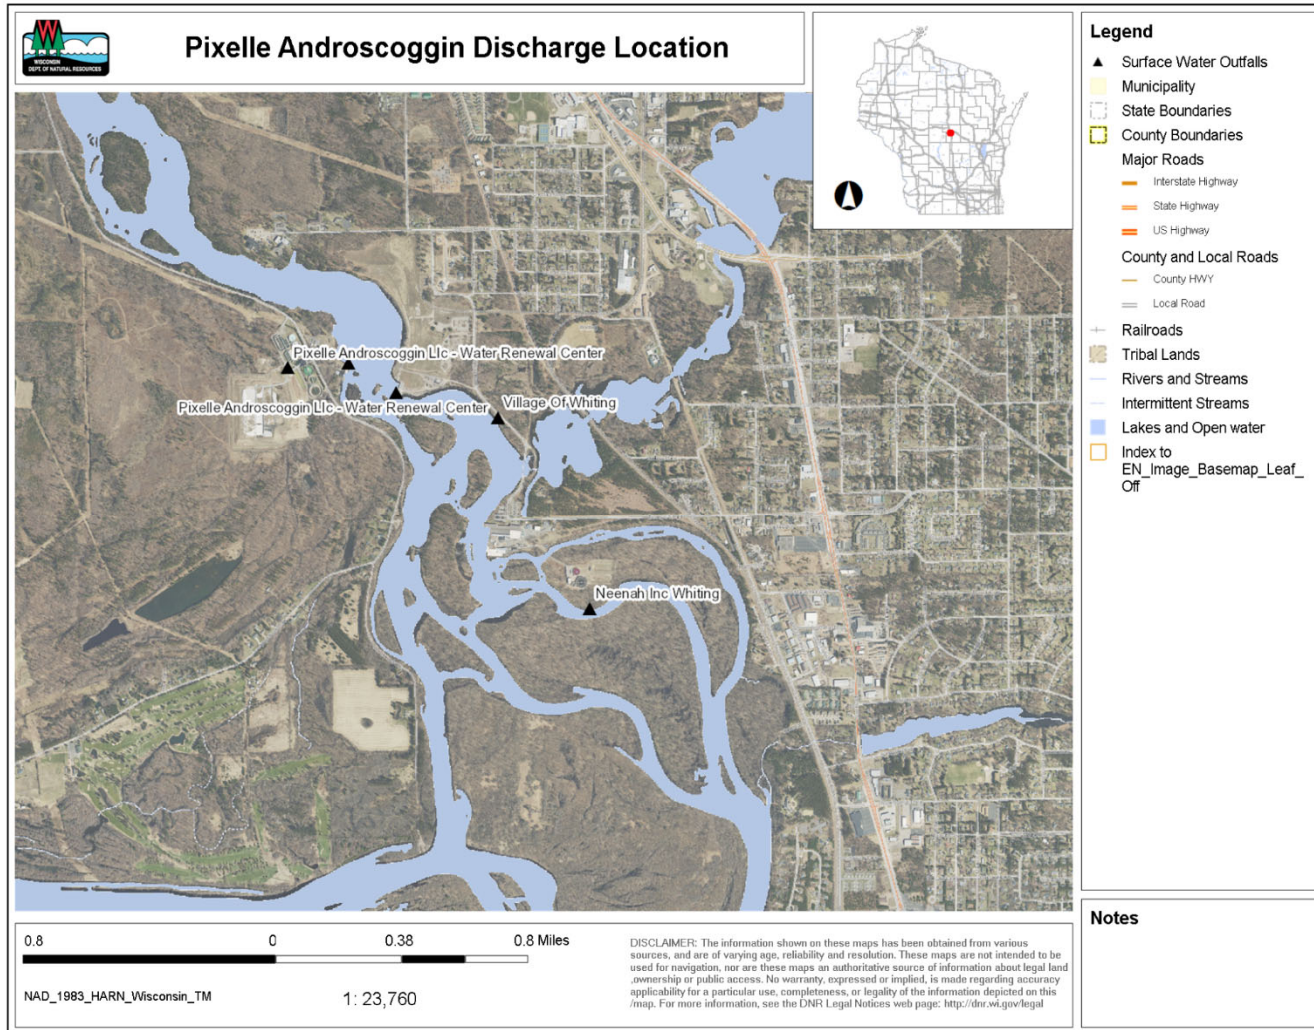 WISCONSIN
DEPT. OF NATURAL RESOURCES
Pixelle Androscoggin Discharge Location
Pixelle Androscoggin Llc - Water Renewal Center
Pixelle Androscoggin Llc - Water Renewal Center
Village Of Whiting
Neenah Inc Whiting
Legend
Surface Water Outfalls
Municipality
State Boundaries
County Boundaries
Major Roads
Interstate Highway
State Highway
US Highway
County and Local Roads
County HWY
Local Road
Railroads
Tribal Lands
Rivers and Streams
Intermittent Streams
Lakes and Open water
Index to
EN_Image_Basemap_Leaf_
Off
Notes
0.8 0 0.38 0.8 Miles
NAD_1983_HARN_Wisconsin_TM
1: 23,760
DISCLAIMER: The information shown on these maps has been obtained from various
sources, and are of varying age, reliability and resolution. These maps are not intended to be
used for navigation, nor are these maps an authoritative source of information about legal land
,ownership or public access. No warranty, expressed or implied, is made regarding accuracy
applicability for a particular use, completeness, or legality of the information depicted on this
/map. For more information, see the DNR Legal Notices web page: http://dnr.wi.gov/legal